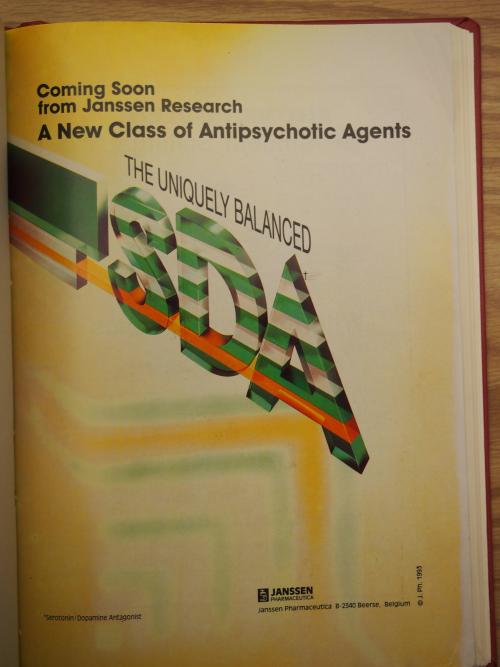 Coming Soon
from Janssen Research
A New Class of Antipsychotic Agents
THE UNIQUELY BALANCED
SDA†
JANSSEN
PHARMACEUTICA
Janssen Pharmaceutica B-2340 Beerse, Belgium
© J. Ph. 1993
†Serotonin/Dopamine Antagonist